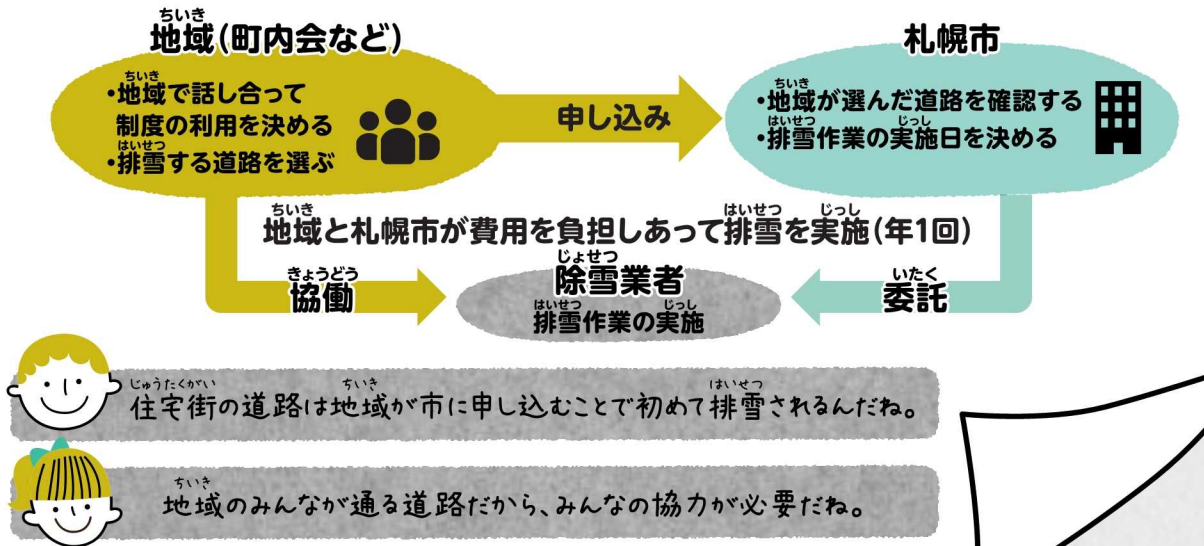 地域(町内会など)
・地域で話し合って
制度の利用を決める
・排雪する道路を選ぶ
申し込み
札幌市
・地域が選んだ道路を確認する
・排雪作業の実施日を決める
地域と札幌市が費用を負担しあって排雪を実施(年1回)
協働
除雪業者
排雪作業の実施
委託
住宅街の道路は地域が市に申し込むことで初めて排雪されるんだね。
地域のみんなが通る道路だから、みんなの協力が必要だね。